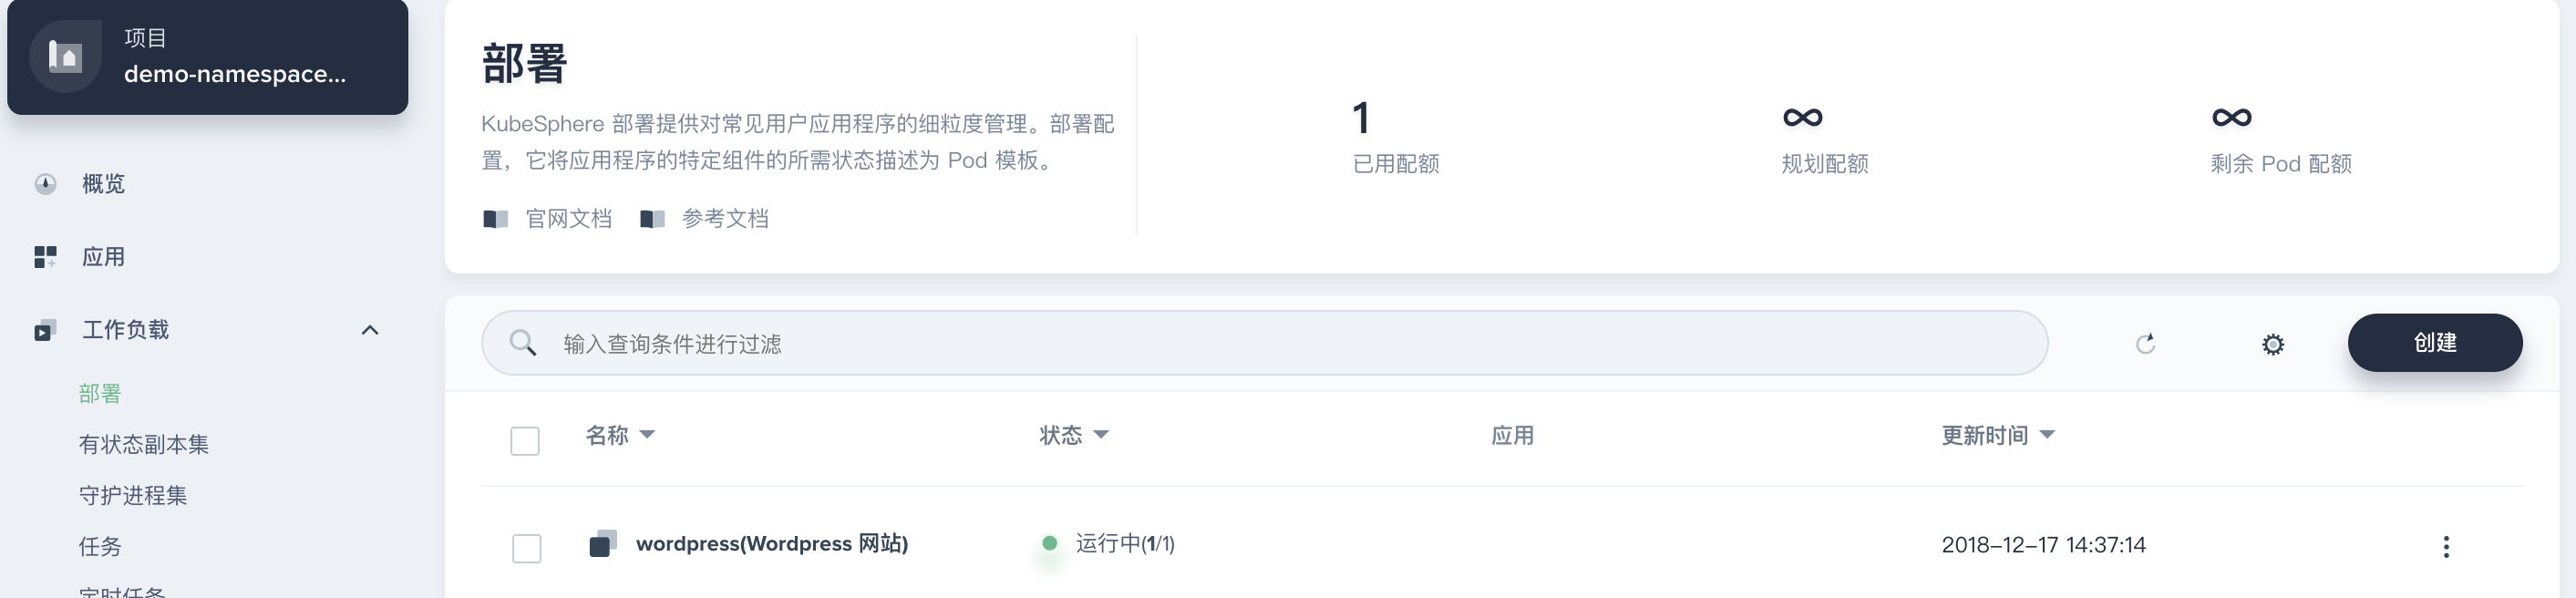 项目
demo-namespace...
概览
应用
工作负载
部署
有状态副本集
守护进程集
任务
定时任务
部署
KubeSphere 部署提供对常见用户应用程序的细粒度管理。部署配
置，它将应用程序的特定组件的所需状态描述为 Pod 模板。
官网文档 参考文档
1
已用配额
∞
规划配额
∞
剩余 Pod 配额
输入查询条件进行过滤
创建
名称 状态 应用 更新时间
wordpress(Wordpress 网站) 运行中(1/1) 2018-12-17 14:37:14